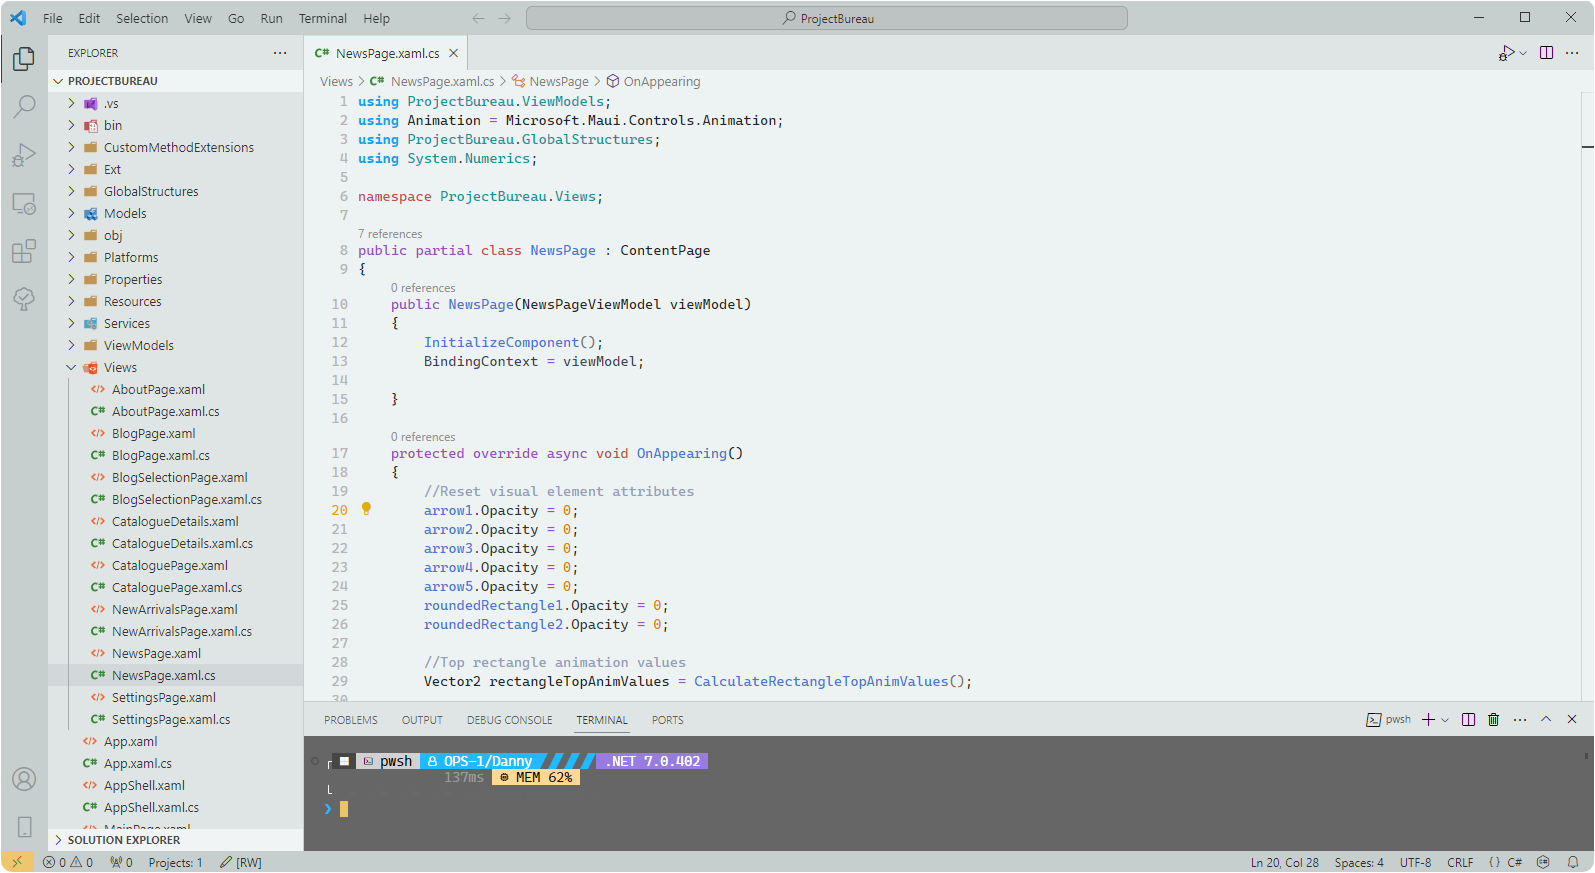 File Edit Selection View Go Run Terminal Help
ProjectBureau
EXPLORER
PROJECTBUREAU
.vs
bin
CustomMethodExtensions
Ext
GlobalStructures
Models
obj
Platforms
Properties
Resources
Services
ViewModels
Views
AboutPage.xaml
C# AboutPage.xaml.cs
BlogPage.xaml
C# BlogPage.xaml.cs
BlogSelectionPage.xaml
C# BlogSelectionPage.xaml.cs
CatalogueDetails.xaml
C# CatalogueDetails.xaml.cs
CataloguePage.xaml
C# CataloguePage.xaml.cs
NewArrivalsPage.xaml
C# NewArrivalsPage.xaml.cs
NewsPage.xaml
C# NewsPage.xaml.cs
SettingsPage.xaml
C# SettingsPage.xaml.cs
App.xaml
C# App.xaml.cs
AppShell.xaml
C# AppShell.xaml.cs
MainPage.xaml
SOLUTION EXPLORER
C# NewsPage.xaml.cs
Views > C# NewsPage.xaml.cs > NewsPage > OnAppearing
1 using ProjectBureau.ViewModels;
2 using Animation = Microsoft.Maui.Controls.Animation;
3 using ProjectBureau.GlobalStructures;
4 using System.Numerics;
5
6 namespace ProjectBureau.Views;
7
7 references
8 public partial class NewsPage : ContentPage
9 {
0 references
10 public NewsPage(NewsPageViewModel viewModel)
11 {
12 InitializeComponent();
13 BindingContext = viewModel;
14
15 }
16
0 references
17 protected override async void OnAppearing()
18 {
19 //Reset visual element attributes
20 arrow1.Opacity = 0;
21 arrow2.Opacity = 0;
22 arrow3.Opacity = 0;
23 arrow4.Opacity = 0;
24 arrow5.Opacity = 0;
25 roundedRectangle1.Opacity = 0;
26 roundedRectangle2.Opacity = 0;
27
28 //Top rectangle animation values
29 Vector2 rectangleTopAnimValues = CalculateRectangleTopAnimValues();
30
PROBLEMS OUTPUT DEBUG CONSOLE TERMINAL PORTS
pwsh
pwsh OPS-1/Danny .NET 7.0.402
137ms MEM 62%
0 0 0 Projects: 1 [RW]
Ln 20, Col 28 Spaces: 4 UTF-8 CRLF {} C#